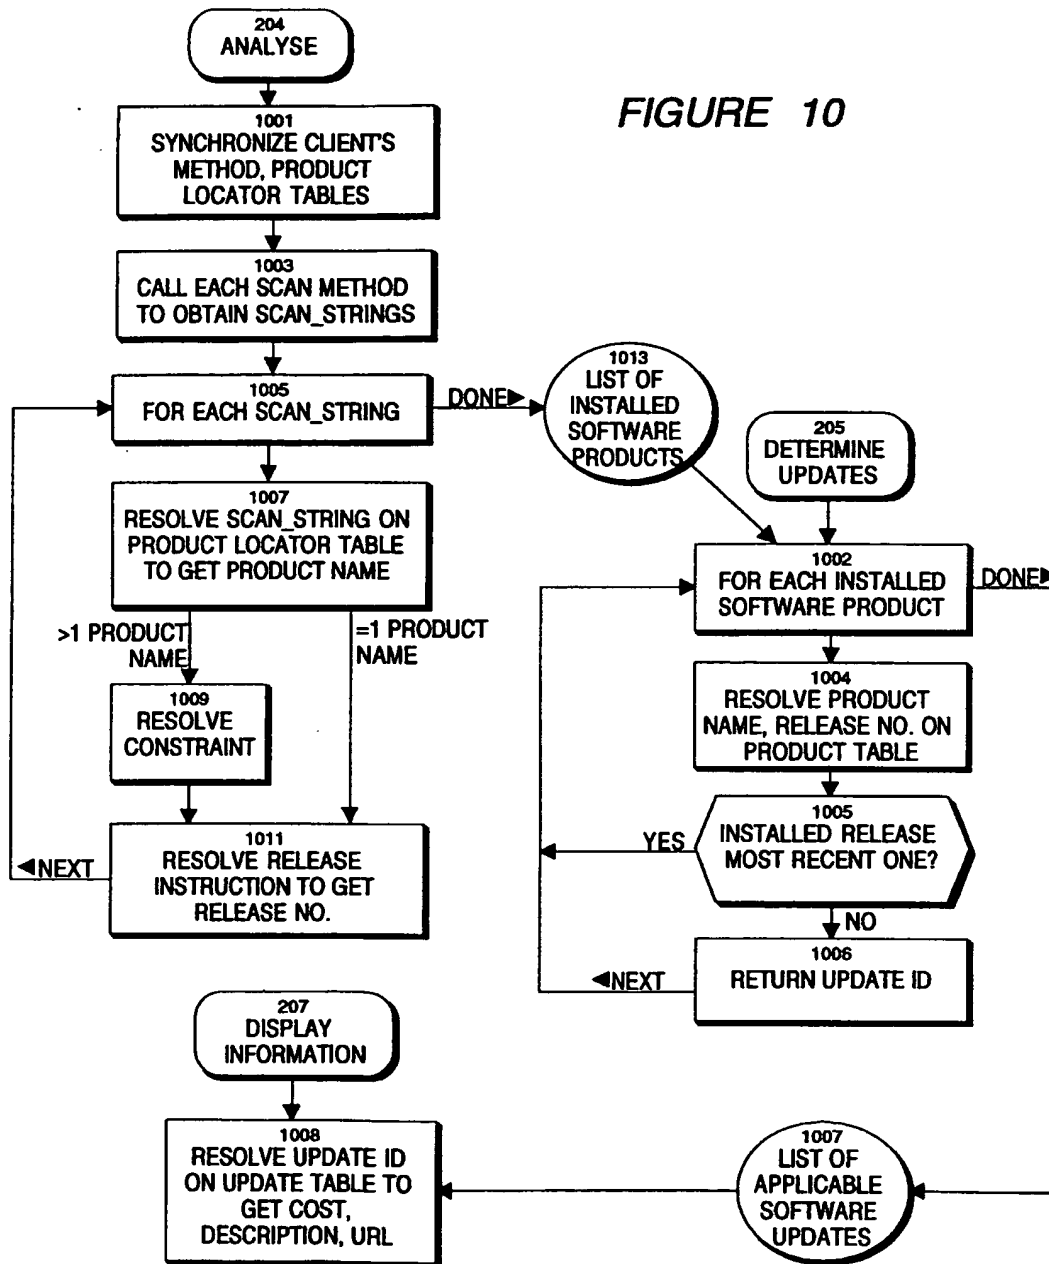 FIGURE 10
204
ANALYSE
1001
SYNCHRONIZE CLIENT'S
METHOD, PRODUCT
LOCATOR TABLES
1003
CALL EACH SCAN METHOD
TO OBTAIN SCAN_STRINGS
1005
FOR EACH SCAN_STRING
DONE
1007
RESOLVE SCAN_STRING ON
PRODUCT LOCATOR TABLE
TO GET PRODUCT NAME
>1 PRODUCT
NAME
=1 PRODUCT
NAME
1009
RESOLVE
CONSTRAINT
1011
RESOLVE RELEASE
INSTRUCTION TO GET
RELEASE NO.
NEXT
1013
LIST OF
INSTALLED
SOFTWARE
PRODUCTS
205
DETERMINE
UPDATES
1002
FOR EACH INSTALLED
SOFTWARE PRODUCT
DONE
1004
RESOLVE PRODUCT
NAME, RELEASE NO. ON
PRODUCT TABLE
1005
INSTALLED RELEASE
MOST RECENT ONE?
YES
NO
1006
RETURN UPDATE ID
NEXT
207
DISPLAY
INFORMATION
1008
RESOLVE UPDATE ID
ON UPDATE TABLE TO
GET COST,
DESCRIPTION, URL
1007
LIST OF
APPLICABLE
SOFTWARE
UPDATES